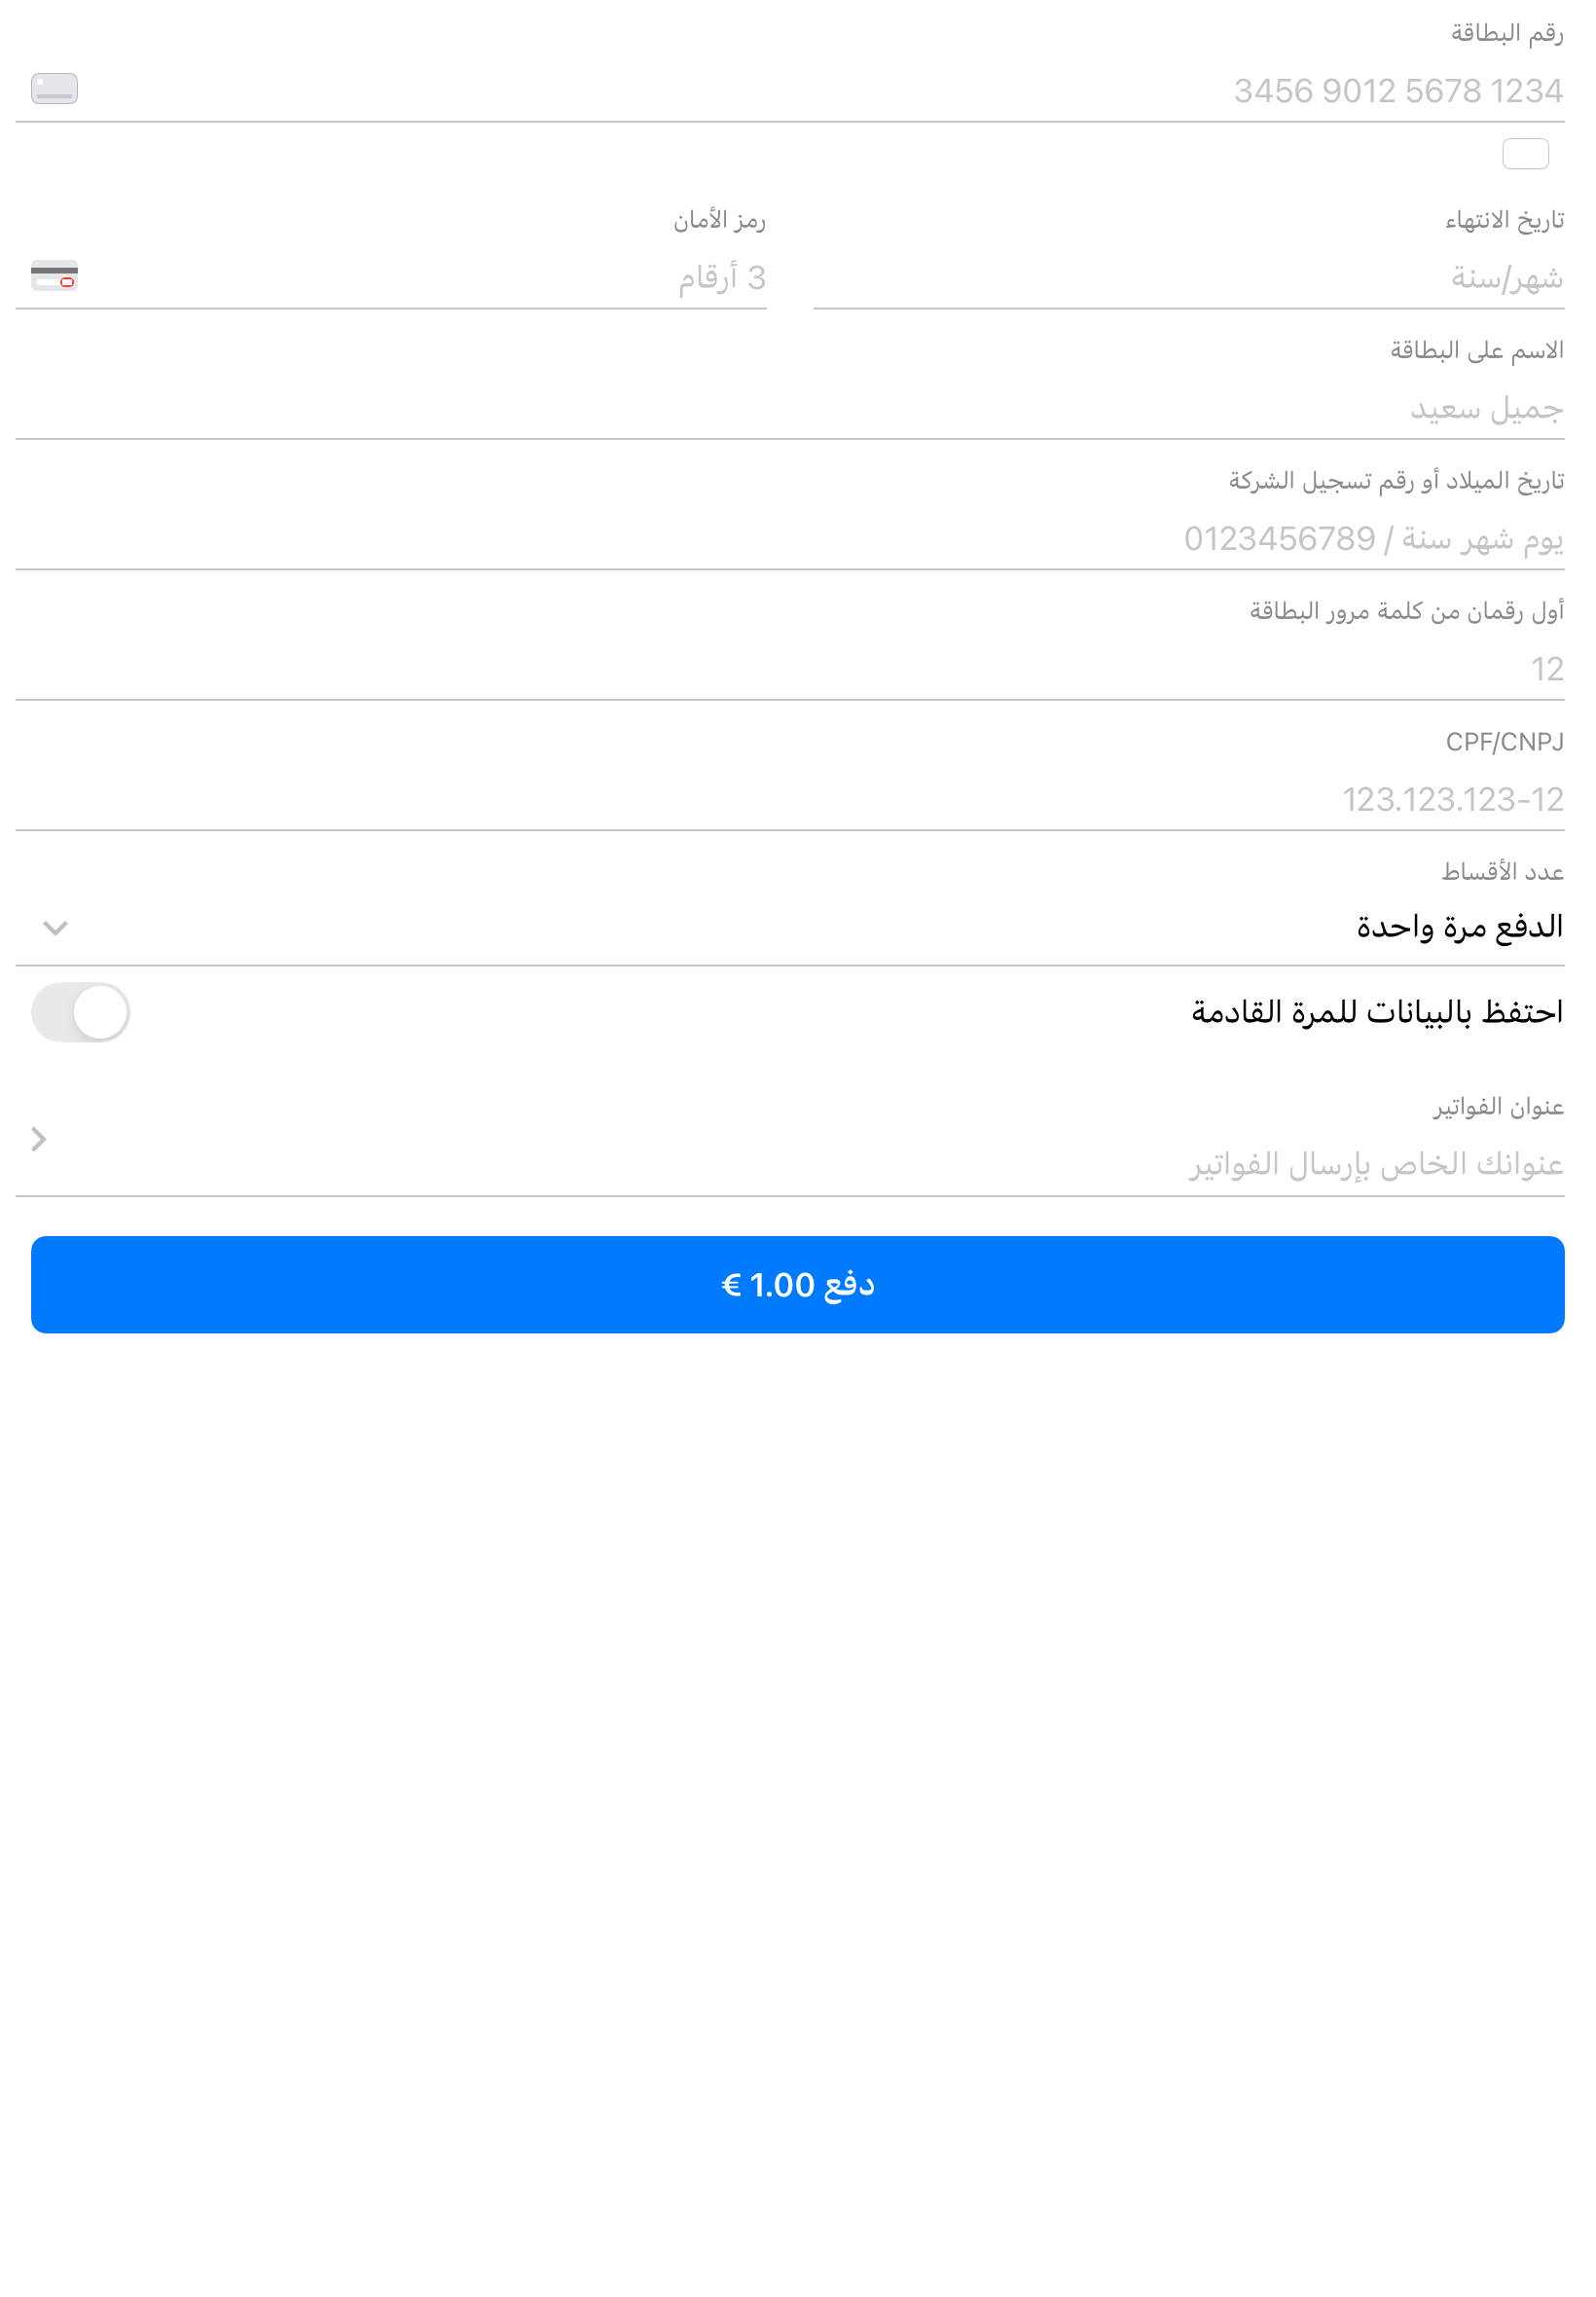 رقم البطاقة
3456 9012 5678 1234
تاريخ الانتهاء
شهر/سنة
رمز الأمان
3 أرقام
الاسم على البطاقة
جميل سعيد
تاريخ الميلاد أو رقم تسجيل الشركة
يوم شهر سنة / 0123456789
أول رقمان من كلمة مرور البطاقة
12
CPF/CNPJ
123.123.123-12
عدد الأقساط
الدفع مرة واحدة
احتفظ بالبيانات للمرة القادمة
عنوان الفواتير
عنوانك الخاص بإرسال الفواتير
دفع 1.00 €